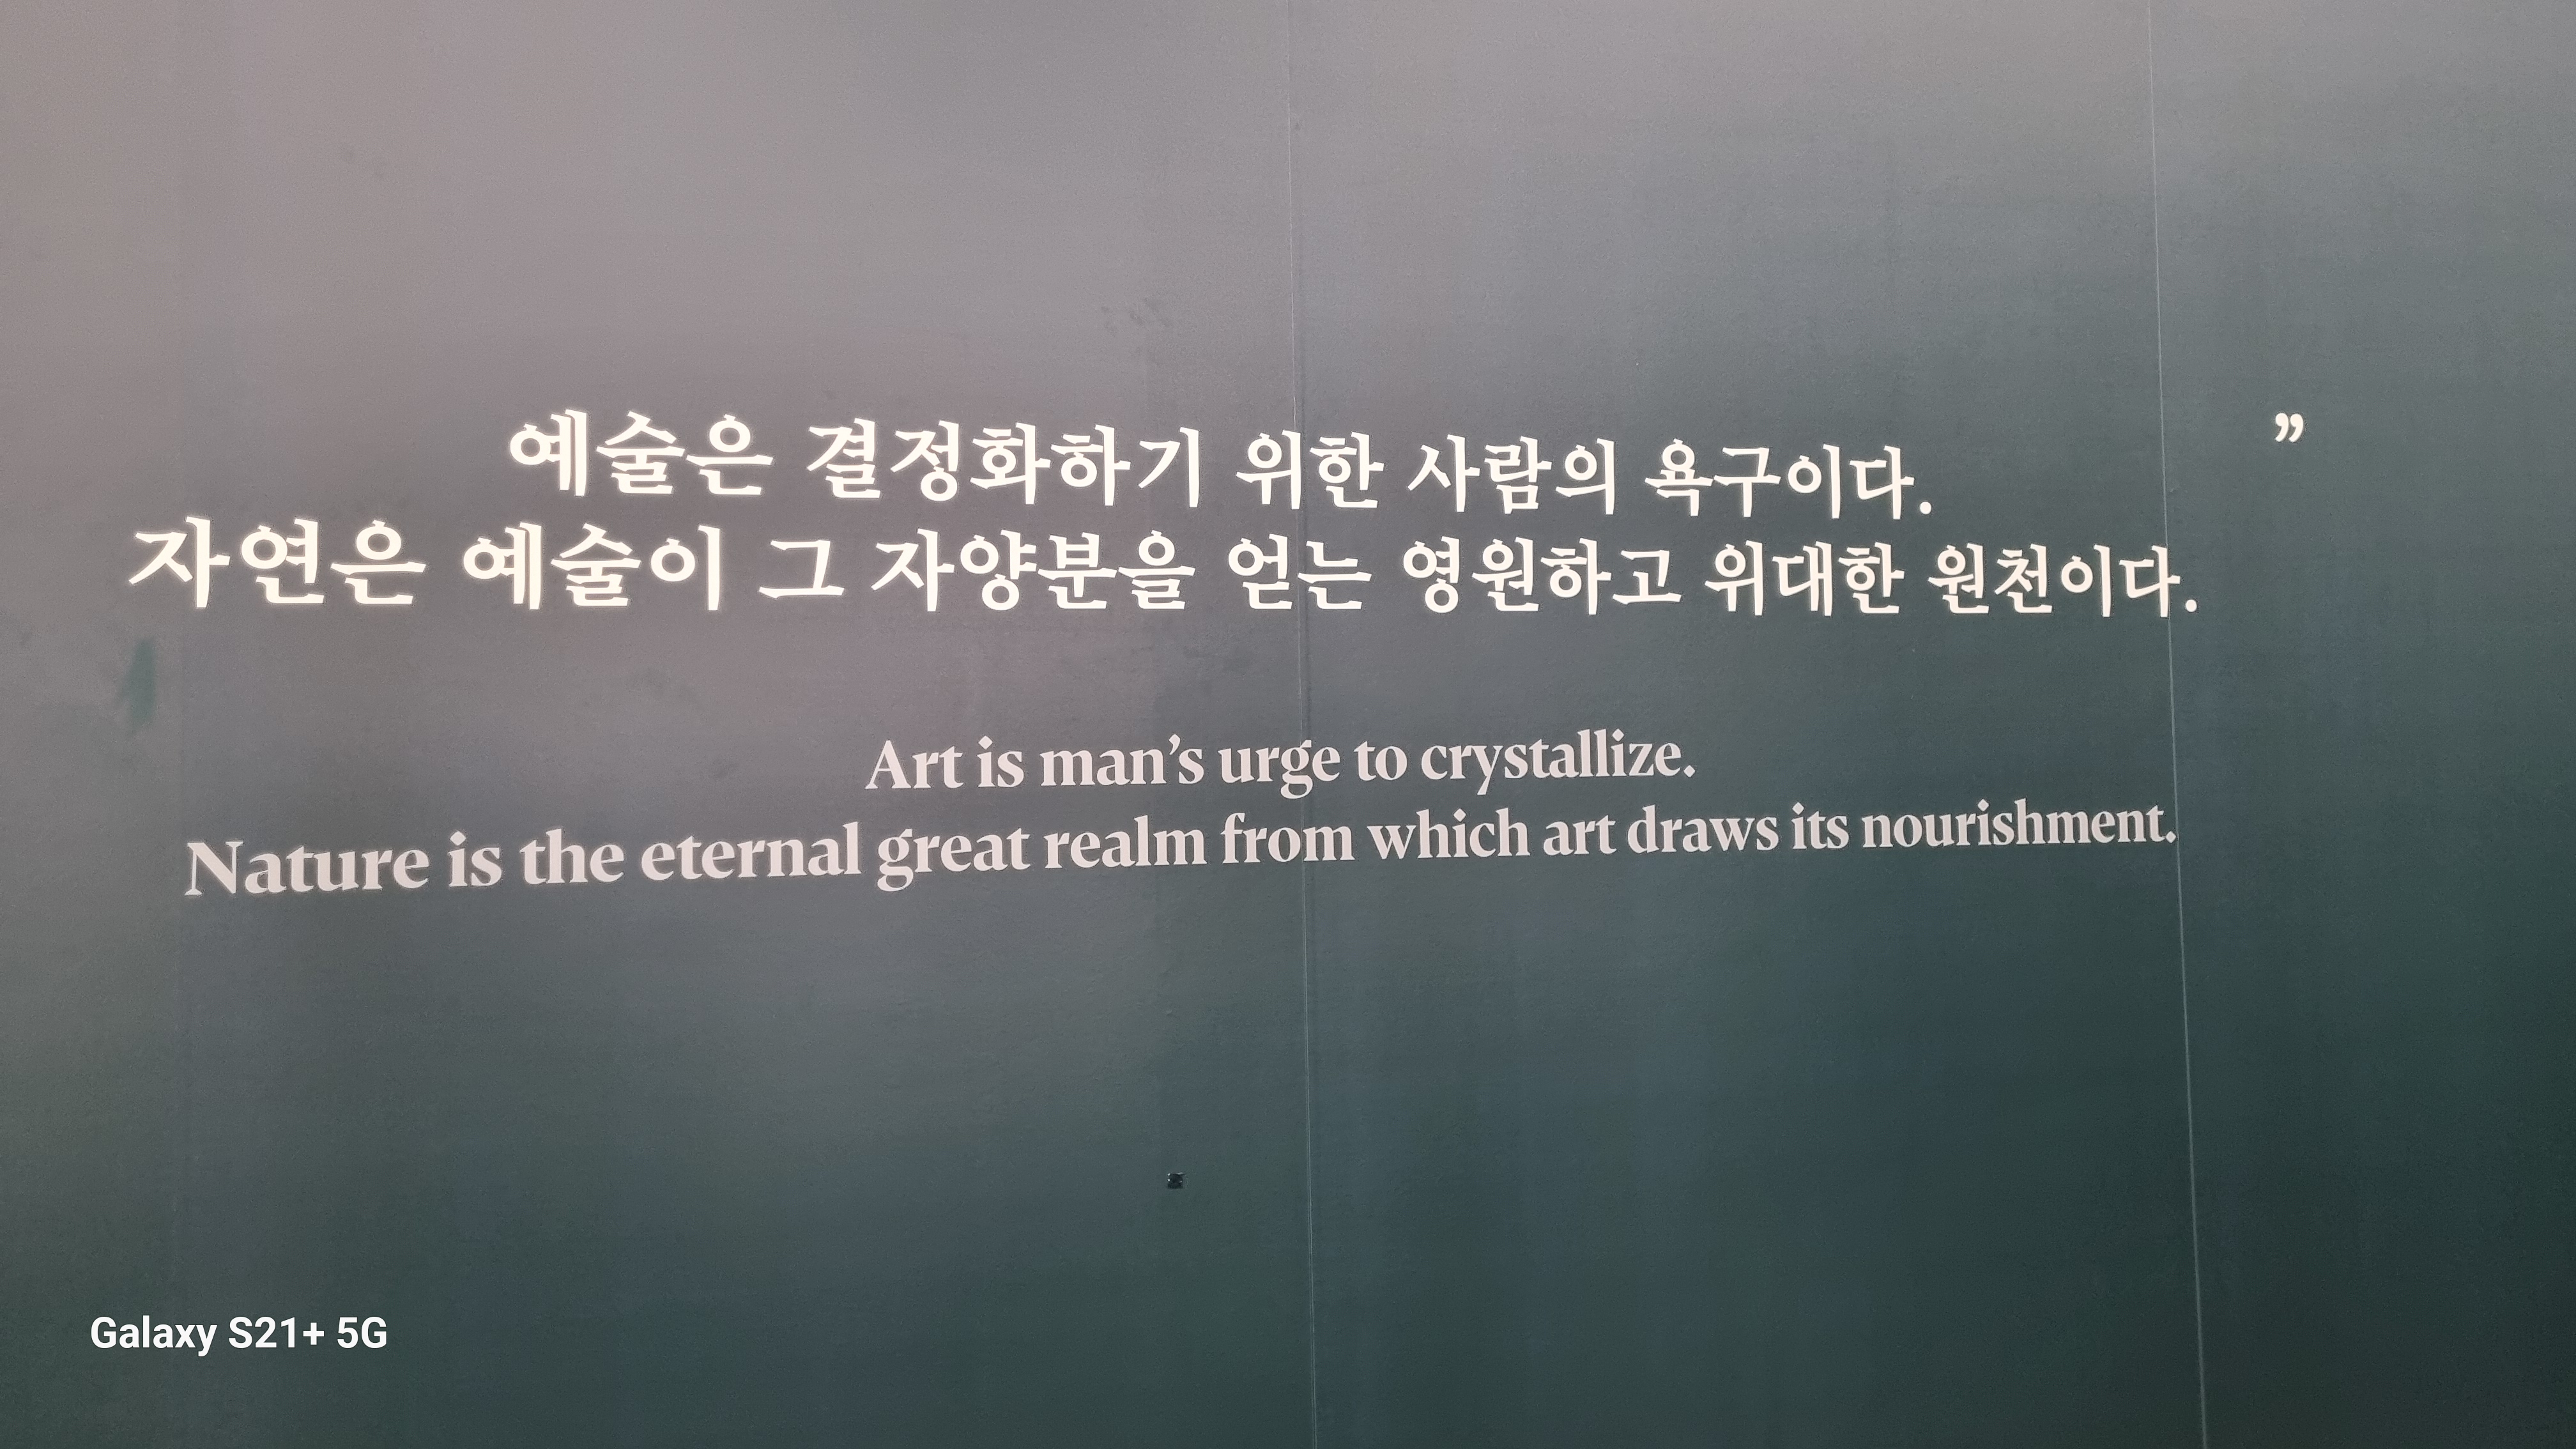 예술은 결정화하기 위한 사람의 욕구이다. ”
자연은 예술이 그 자양분을 얻는 영원하고 위대한 원천이다.
Art is man’s urge to crystallize.
Nature is the eternal great realm from which art draws its nourishment.
Galaxy S21+ 5G